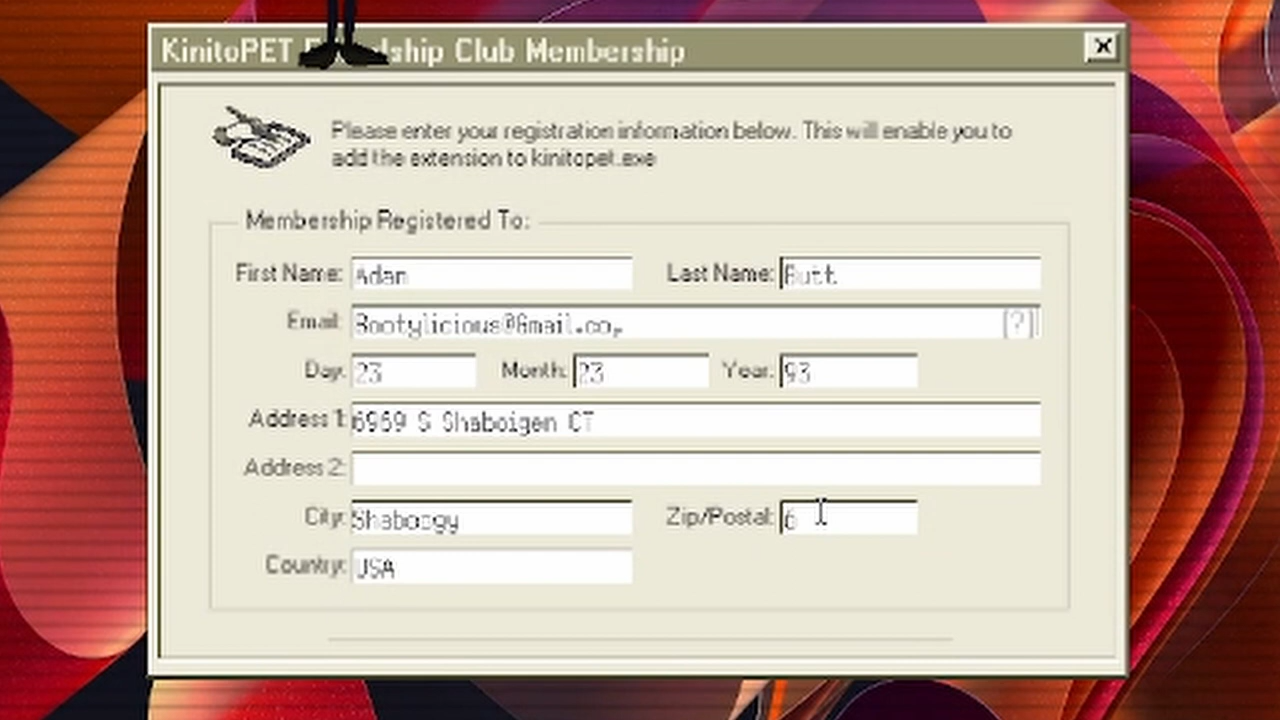 KinitoPET Friendship Club Membership
Please enter your registration information below. This will enable you to
add the extension to kinitopet.exe
Membership Registered To:
First Name: Adan Last Name: Butt
Email: Bootylicious@Gmail.co, [?]
Day: 23 Month: 23 Year: 93
Address 1: 6969 S Shaboigen CT
Address 2:
City: Shaboogy Zip/Postal: 6
Country: USA